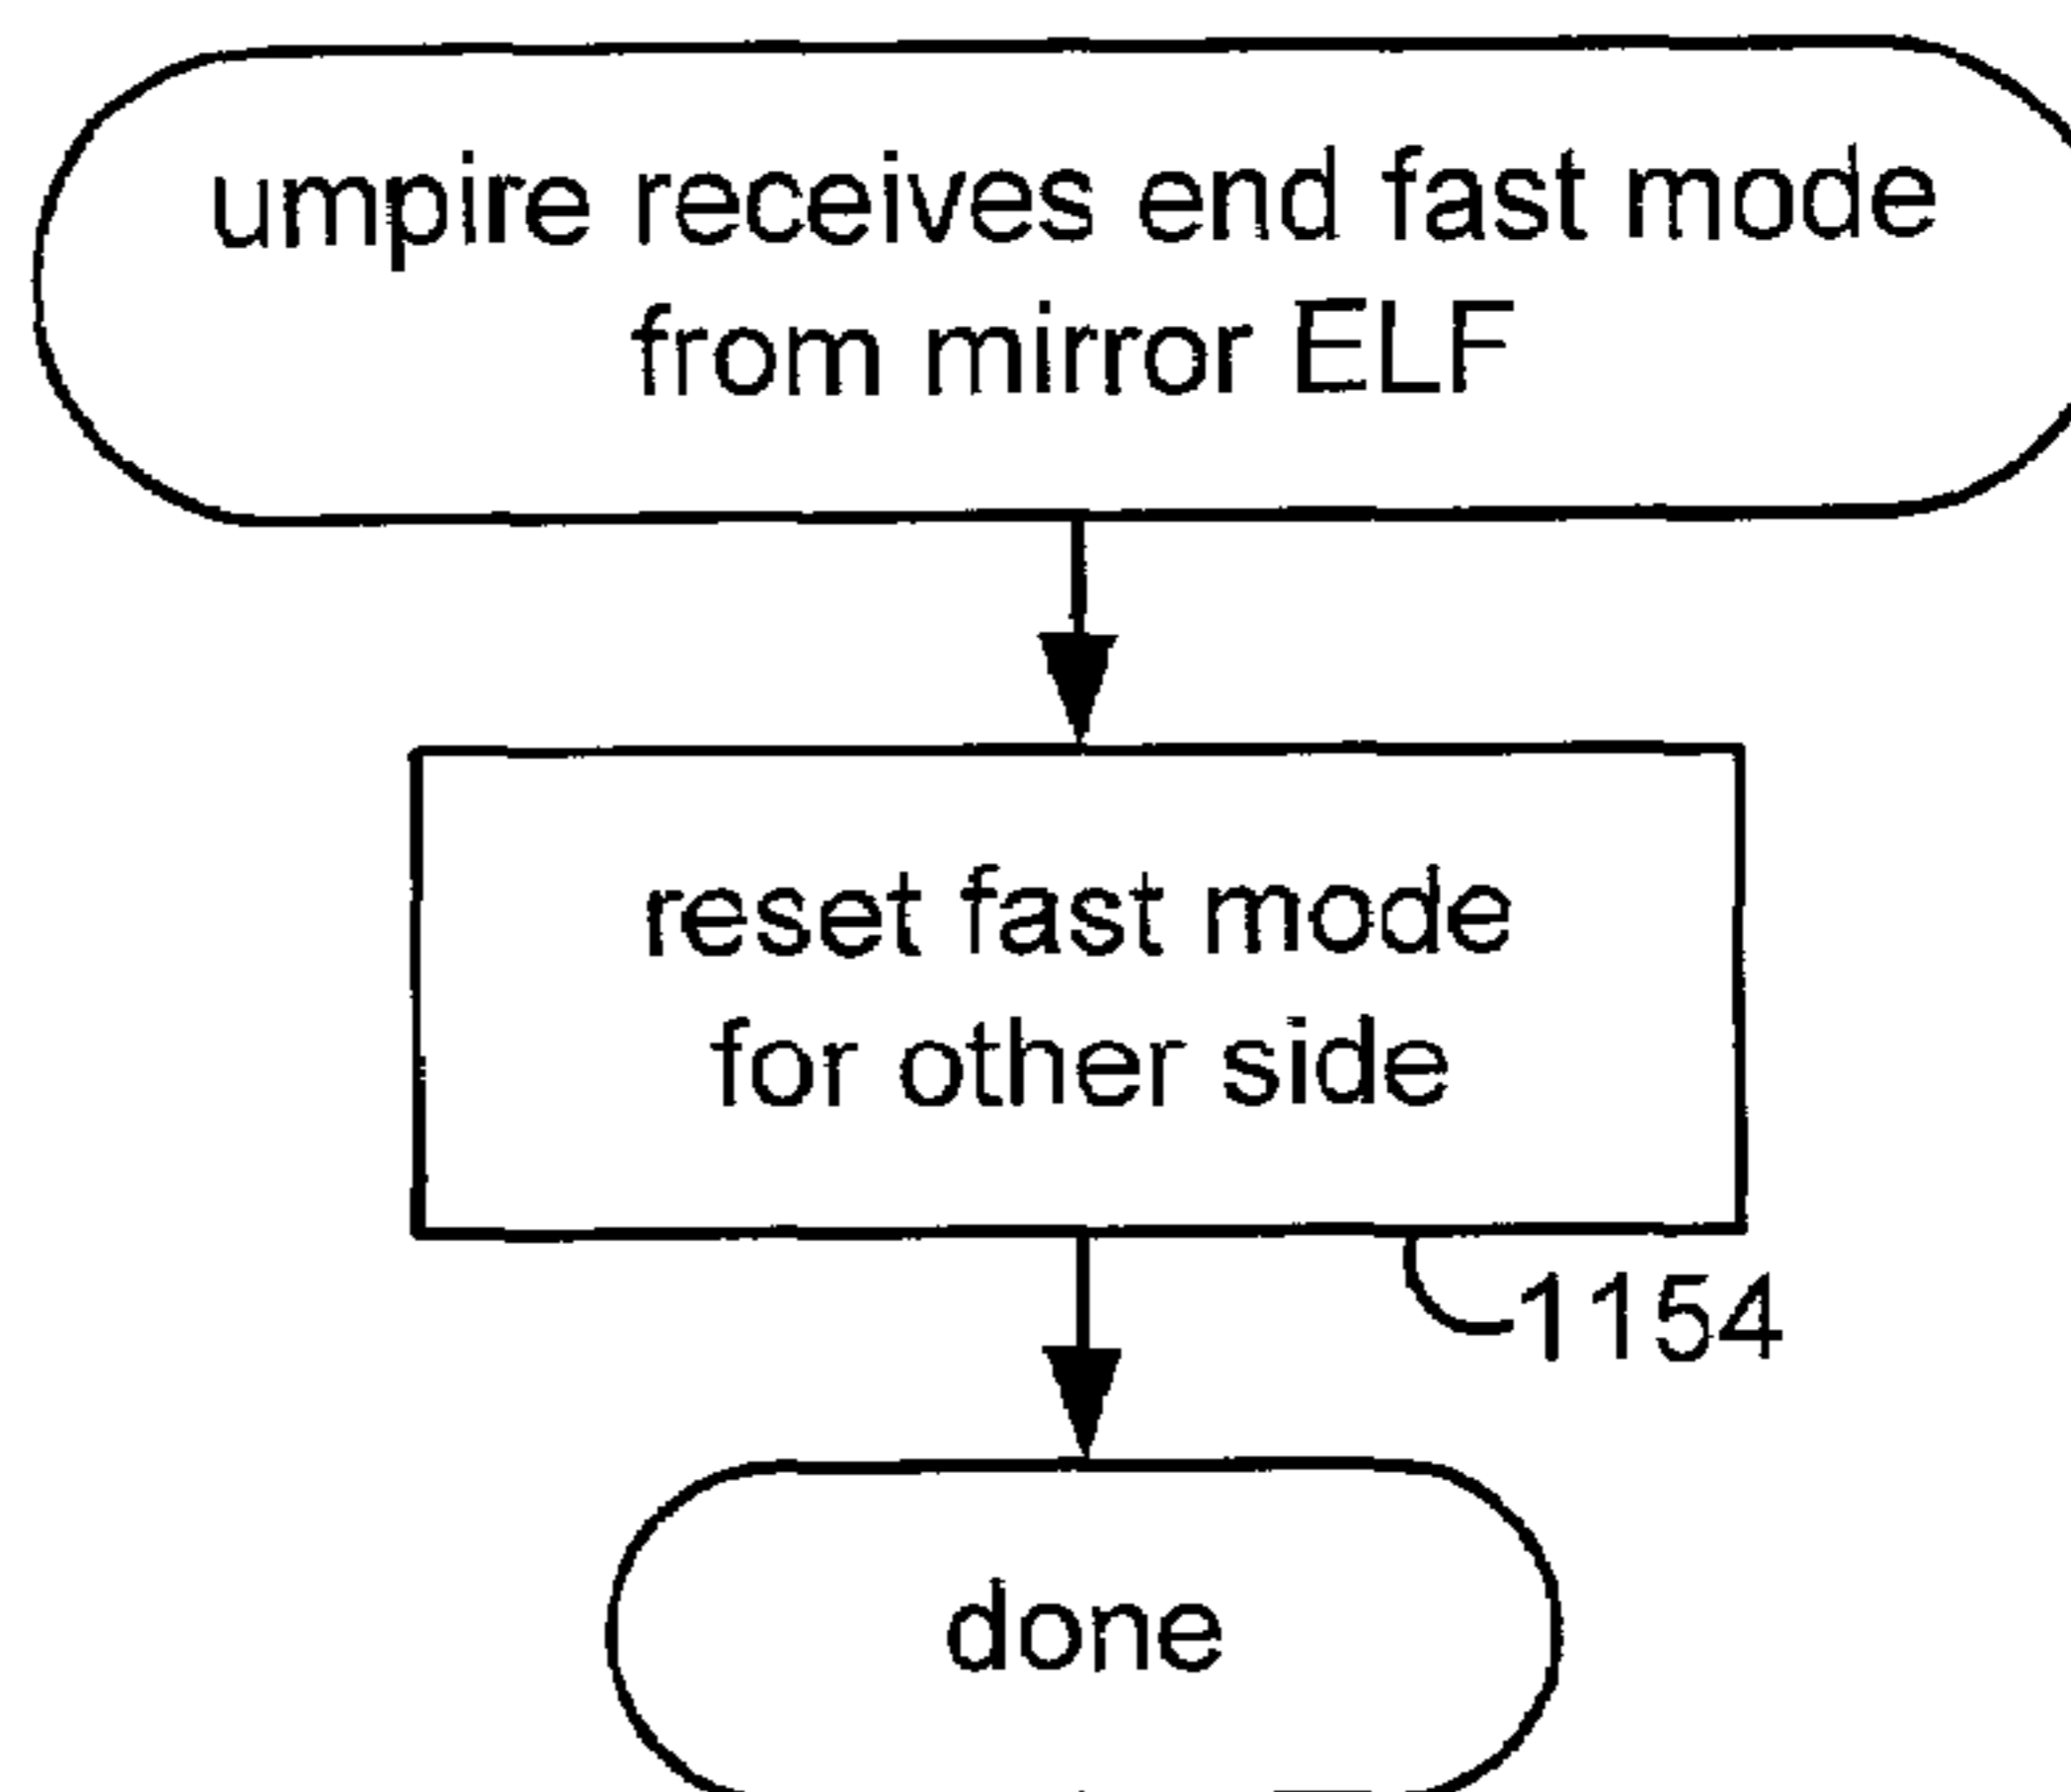 umpire receives end fast mode
from mirror ELF
reset fast mode
for other side
1154
done